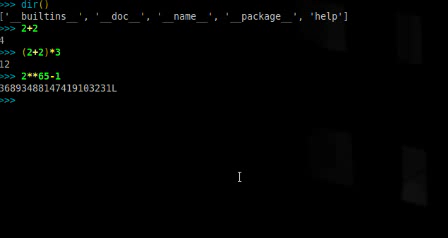 >>> dir()
['__builtins__', '__doc__', '__name__', '__package__', 'help']
>>> 2+2
4
>>> (2+2)*3
12
>>> 2**65-1
36893488147419103231L
>>>